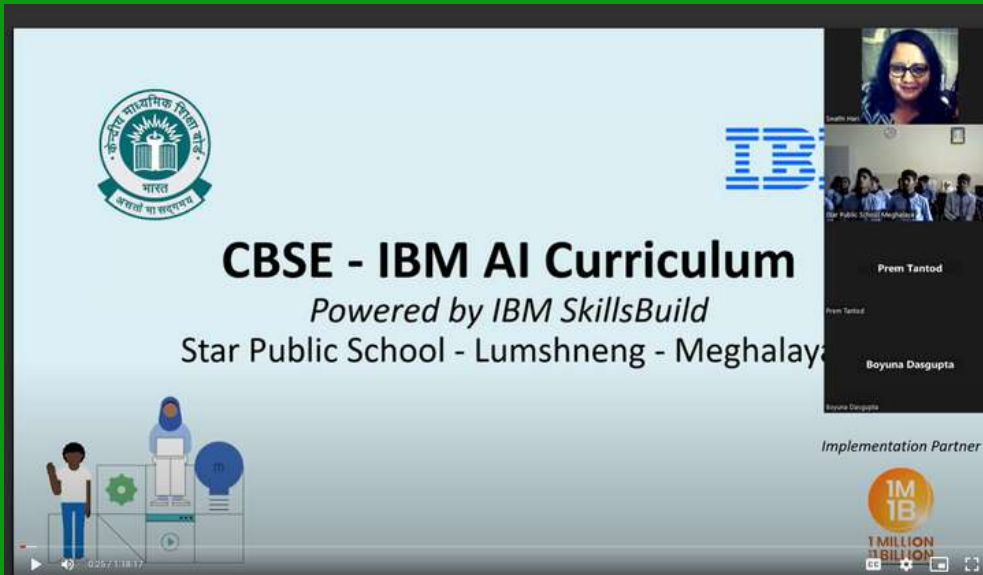 केन्द्रीय माध्यमिक शिक्षा बोर्ड
भारत
असतो मा सद्गमय
IB
CBSE - IBM AI Curriculum
Powered by IBM SkillsBuild
Star Public School - Lumshneng - Meghalaya
Swathi Hari
Star Public School Meghalaya
Prem Tantod
Prem Tantod
Boyuna Dasgupta
Boyuna Dasgupta
Implementation Partner
1M
1B
1 MILLION
1 BILLION
m
0:25 / 1:18:17
CC